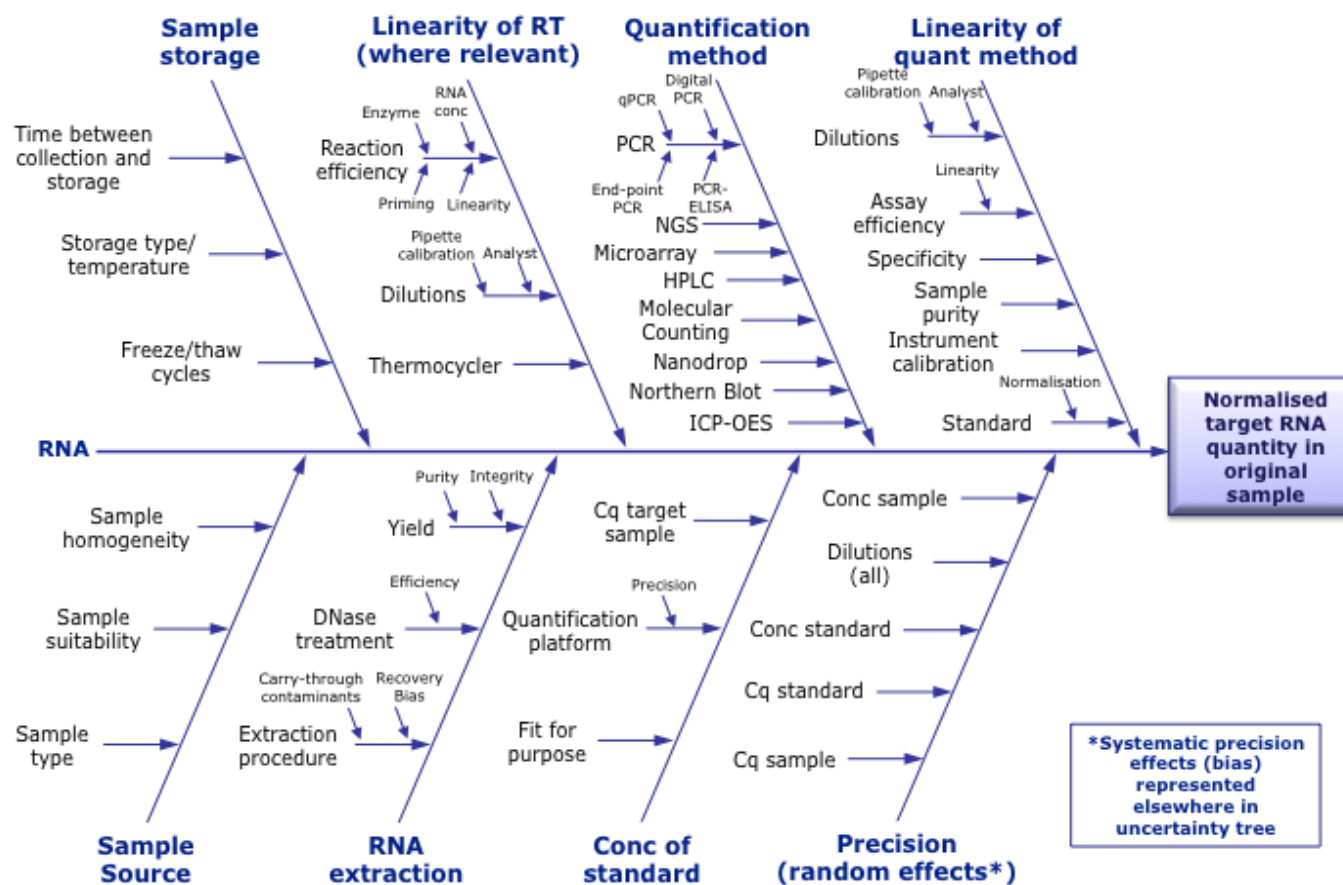 Sample
storage
Time between
collection and
storage
Storage type/
temperature
Freeze/thaw
cycles
Linearity of RT
(where relevant)
Enzyme
RNA
conc
Reaction
efficiency
Priming
Linearity
Pipette
calibration
Analyst
Dilutions
Thermocycler
Quantification
method
qPCR
Digital
PCR
PCR
End-point
PCR
PCR-
ELISA
NGS
Microarray
HPLC
Molecular
Counting
Nanodrop
Northern Blot
ICP-OES
Linearity of
quant method
Pipette
calibration
Analyst
Dilutions
Linearity
Assay
efficiency
Specificity
Sample
purity
Instrument
calibration
Normalisation
Standard
RNA
Normalised
target RNA
quantity in
original
sample
Sample
homogeneity
Sample
suitability
Sample
type
Sample
Source
Purity
Integrity
Yield
Efficiency
DNase
treatment
Carry-through
contaminants
Recovery
Bias
Extraction
procedure
RNA
extraction
Cq target
sample
Precision
Quantification
platform
Fit for
purpose
Conc of
standard
Conc sample
Dilutions
(all)
Conc standard
Cq standard
Cq sample
Precision
(random effects*)
*Systematic precision
effects (bias)
represented
elsewhere in
uncertainty tree